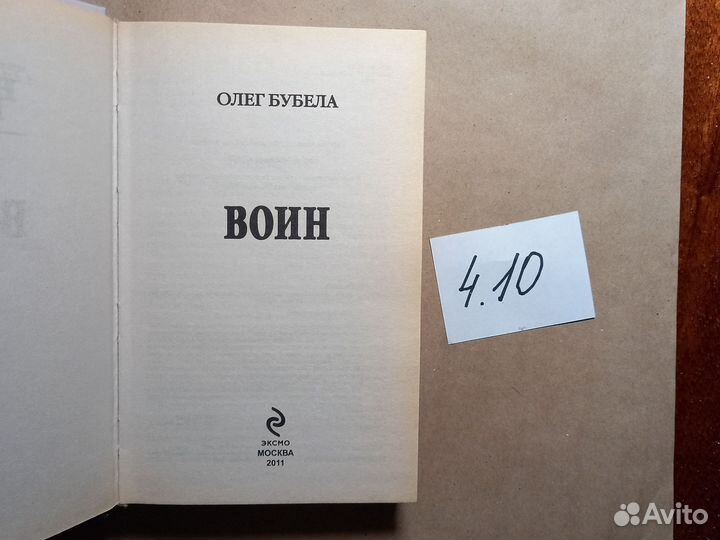 ОЛЕГ БУБЕЛА
ВОИН
ЭКСМО
МОСКВА
2011
4.10
Avito